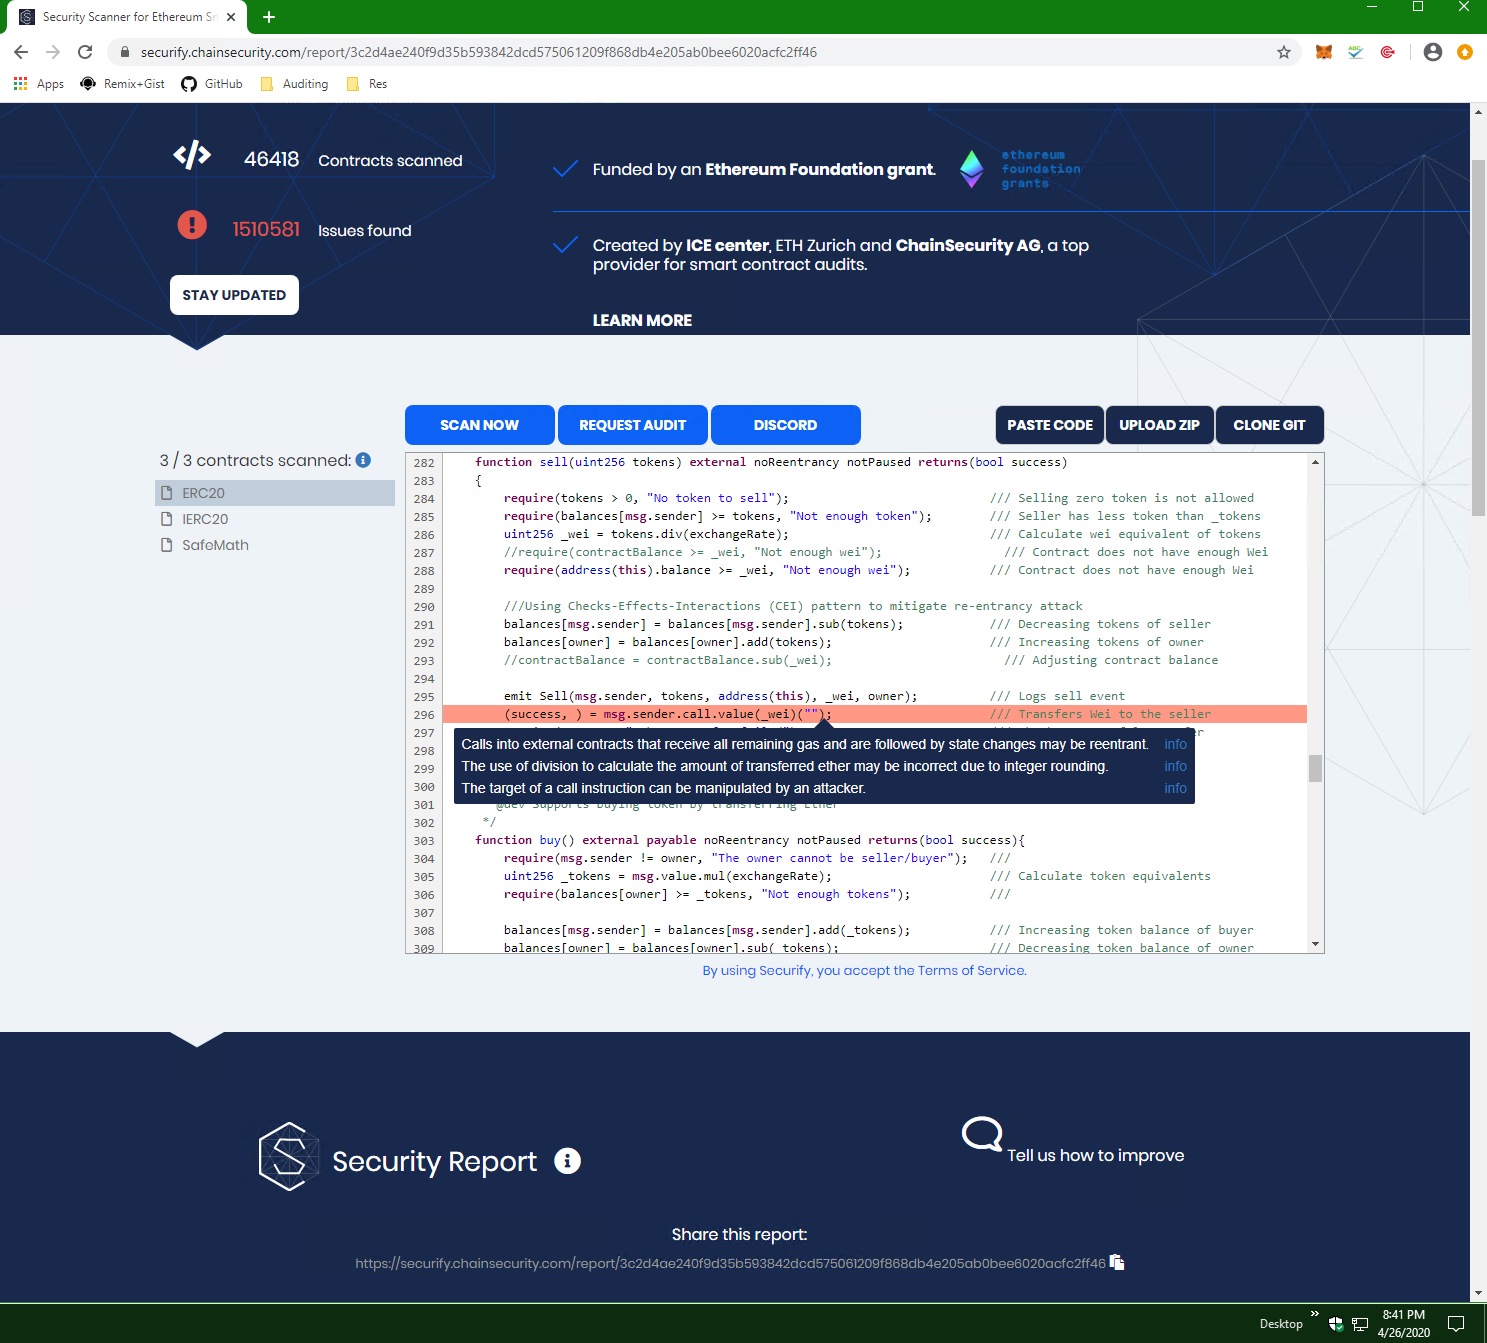 Security Scanner for Ethereum Sm
securify.chainsecurity.com/report/3c2d4ae240f9d35b593842dcd575061209f868db4e205ab0bee6020acfc2ff46
Apps Remix+Gist GitHub Auditing Res
46418 Contracts scanned
1510581 Issues found
STAY UPDATED
Funded by an Ethereum Foundation grant.
ethereum
foundation
grants
Created by ICE center, ETH Zurich and ChainSecurity AG, a top
provider for smart contract audits.
LEARN MORE
SCAN NOW REQUEST AUDIT DISCORD PASTE CODE UPLOAD ZIP CLONE GIT
3 / 3 contracts scanned:
ERC20
IERC20
SafeMath
282 function sell(uint256 tokens) external noReentrancy notPaused returns(bool success)
283 {
284 require(tokens > 0, "No token to sell"); /// Selling zero token is not allowed
285 require(balances[msg.sender] >= tokens, "Not enough token"); /// Seller has less token than _tokens
286 uint256 _wei = tokens.div(exchangeRate); /// Calculate wei equivalent of tokens
287 //require(contractBalance >= _wei, "Not enough wei"); /// Contract does not have enough Wei
288 require(address(this).balance >= _wei, "Not enough wei"); /// Contract does not have enough Wei
289
290 ///Using Checks-Effects-Interactions (CEI) pattern to mitigate re-entrancy attack
291 balances[msg.sender] = balances[msg.sender].sub(tokens); /// Decreasing tokens of seller
292 balances[owner] = balances[owner].add(tokens); /// Increasing tokens of owner
293 //contractBalance = contractBalance.sub(_wei); /// Adjusting contract balance
294
295 emit Sell(msg.sender, tokens, address(this), _wei, owner); /// Logs sell event
296 (success, ) = msg.sender.call.value(_wei)(""); /// Transfers Wei to the seller
297
Calls into external contracts that receive all remaining gas and are followed by state changes may be reentrant. info
298
The use of division to calculate the amount of transferred ether may be incorrect due to integer rounding. info
299
The target of a call instruction can be manipulated by an attacker. info
300
301 @dev Supports buying token by transferring Ether
302 */
303 function buy() external payable noReentrancy notPaused returns(bool success){
304 require(msg.sender != owner, "The owner cannot be seller/buyer"); ///
305 uint256 _tokens = msg.value.mul(exchangeRate); /// Calculate token equivalents
306 require(balances[owner] >= _tokens, "Not enough tokens"); ///
307
308 balances[msg.sender] = balances[msg.sender].add(_tokens); /// Increasing token balance of buyer
309 balances[owner] = balances[owner].sub(_tokens); /// Decreasing token balance of owner
By using Securify, you accept the Terms of Service.
Security Report
Tell us how to improve
Share this report:
https://securify.chainsecurity.com/report/3c2d4ae240f9d35b593842dcd575061209f868db4e205ab0bee6020acfc2ff46
Desktop
8:41 PM
4/26/2020